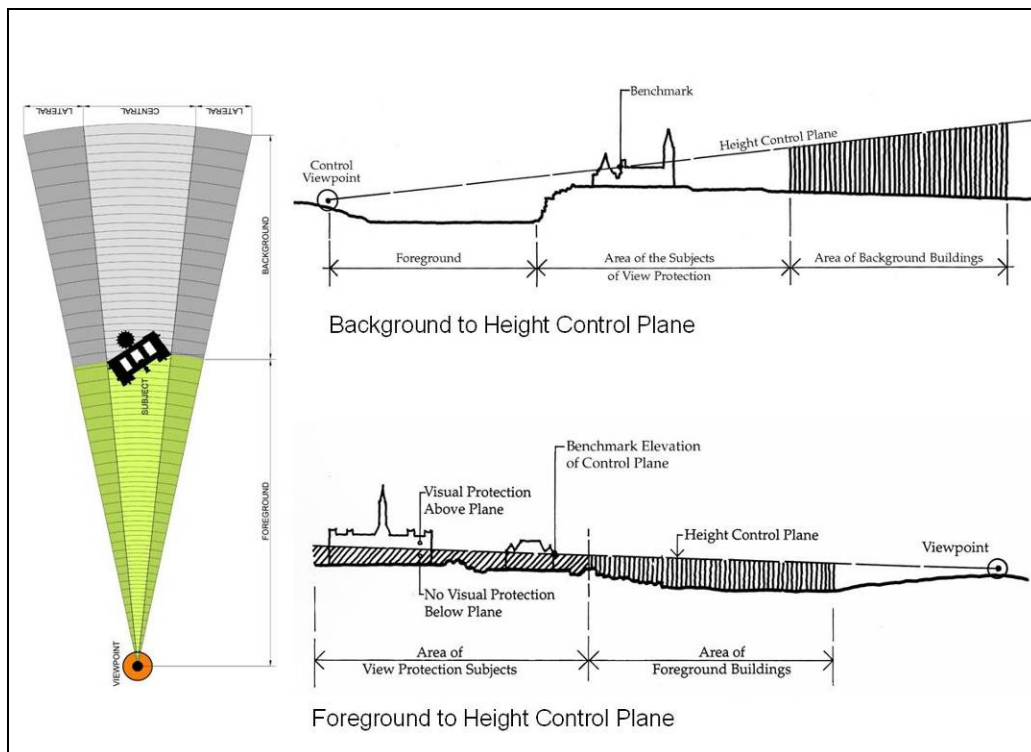 LATERAL
CENTRAL
LATERAL
BACKGROUND
SUBJECT
FOREGROUND
VIEWPOINT
Benchmark
Height Control Plane
Control
Viewpoint
Foreground
Area of the Subjects
of View Protection
Area of Background Buildings
Background to Height Control Plane
Benchmark Elevation
of Control Plane
Visual Protection
Above Plane
Height Control Plane
Viewpoint
No Visual Protection
Below Plane
Area of
View Protection Subjects
Area of
Foreground Buildings
Foreground to Height Control Plane